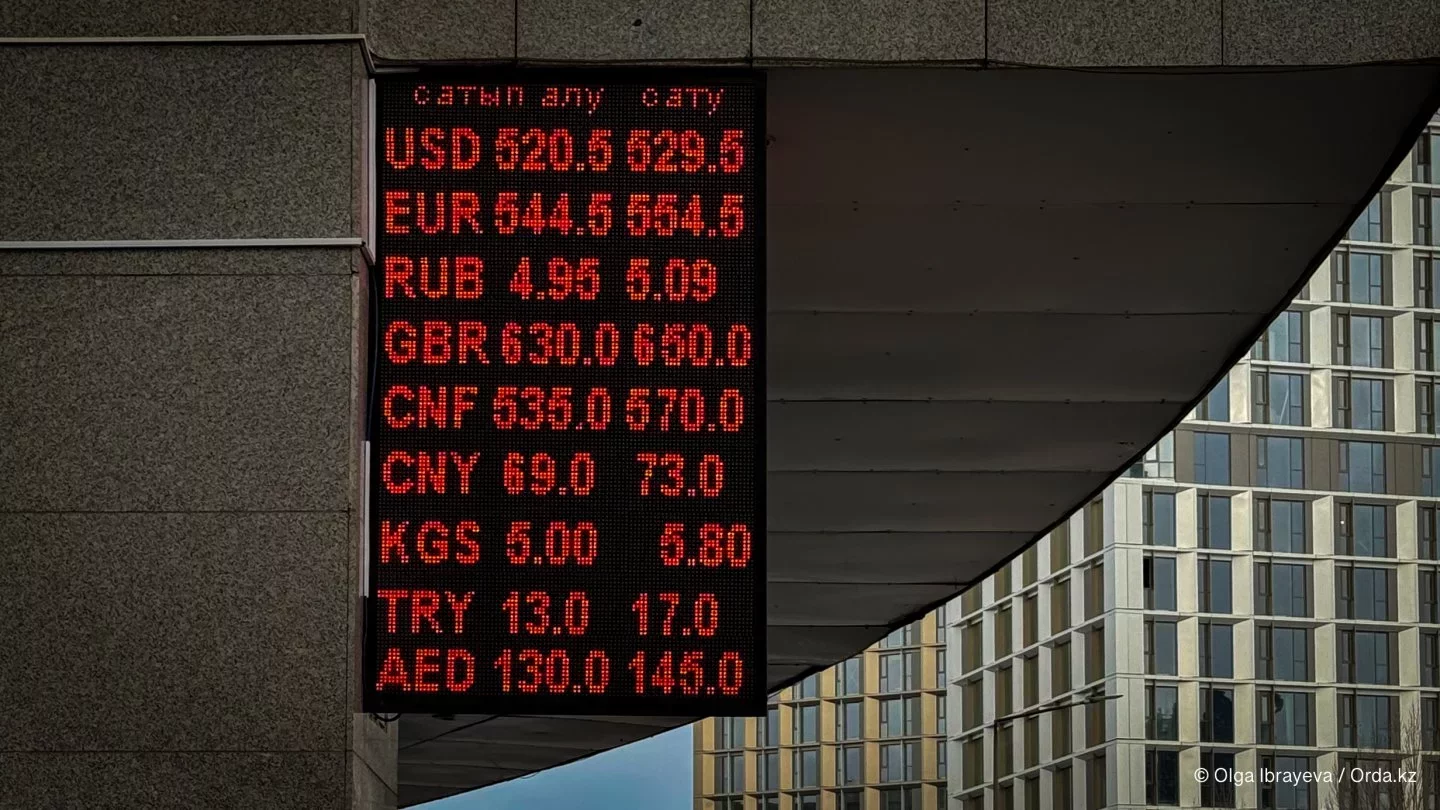 сатып алу сату
USD 520.5 529.5
EUR 544.5 554.5
RUB 4.95 5.09
GBR 630.0 650.0
CNF 535.0 570.0
CNY 69.0 73.0
KGS 5.00 5.80
TRY 13.0 17.0
AED 130.0 145.0
© Olga Ibrayeva / Orda.kz